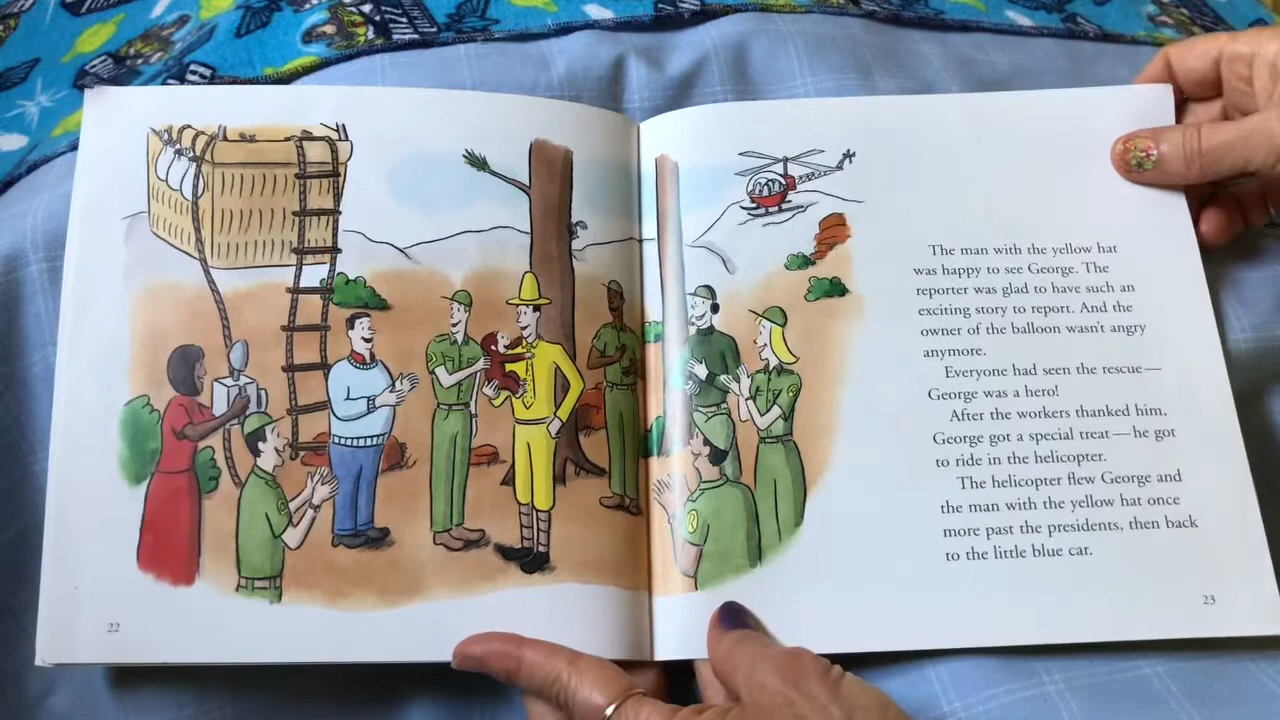 The man with the yellow hat
was happy to see George. The
reporter was glad to have such an
exciting story to report. And the
owner of the balloon wasn't angry
anymore.
Everyone had seen the rescue—
George was a hero!
After the workers thanked him,
George got a special treat—he got
to ride in the helicopter.
The helicopter flew George and
the man with the yellow hat once
more past the presidents, then back
to the little blue car.
22
23